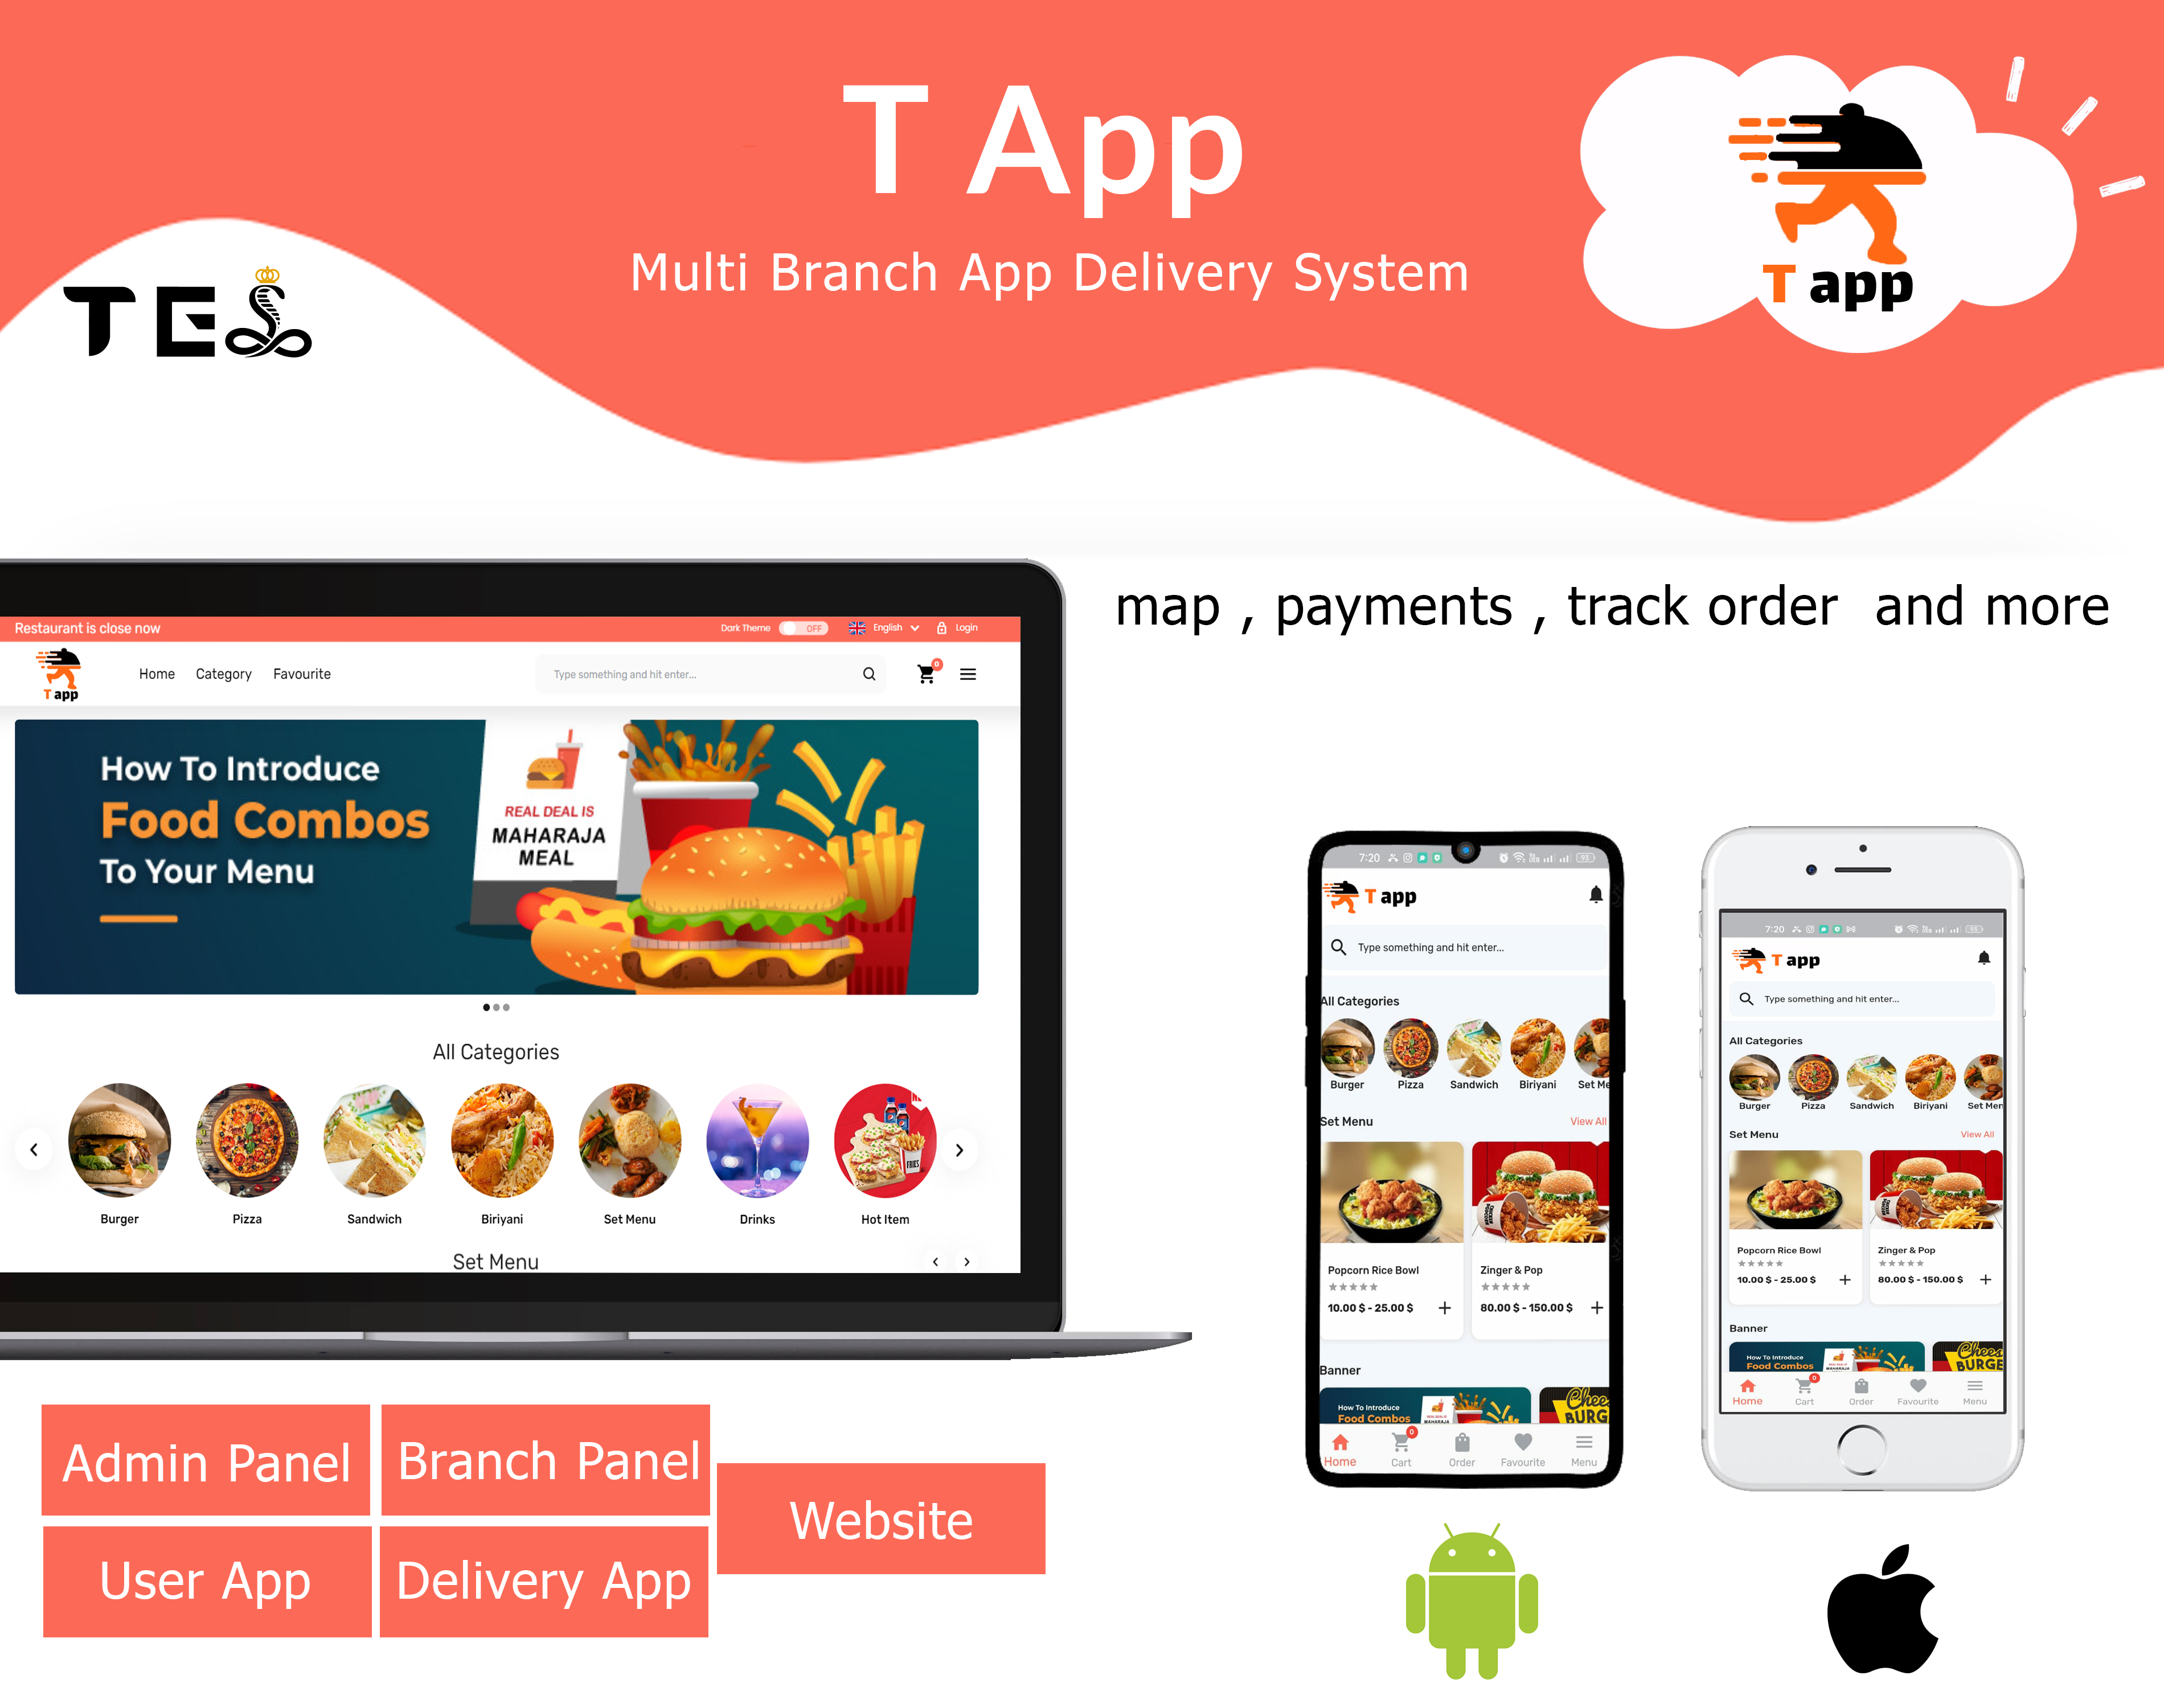 T App
Multi Branch App Delivery System
T app
TES
map , payments , track order  and more
Restaurant is close now
Dark Theme OFF English Login
T app
Home Category Favourite
Type something and hit enter...
0
How To Introduce
Food Combos
To Your Menu
REAL DEAL IS
MAHARAJA
MEAL
All Categories
FRIES
Burger Pizza Sandwich Biriyani Set Menu Drinks Hot Item
Set Menu
7:20
T app
Type something and hit enter...
All Categories
Burger Pizza Sandwich Biriyani Set Me
Set Menu View All
Popcorn Rice Bowl Zinger & Pop
10.00 $ - 25.00 $ + 80.00 $ - 150.00 $ +
Banner
How To Introduce
Food Combos
Chees
BURG
0
Home Cart Order Favourite Menu
7:20
T app
Type something and hit enter...
All Categories
Burger Pizza Sandwich Biriyani Set Men
Set Menu View All
Popcorn Rice Bowl Zinger & Pop
10.00 $ - 25.00 $ + 80.00 $ - 150.00 $ +
Banner
How To Introduce
Food Combos
Chees
BURGE
0
Home Cart Order Favourite Menu
Admin Panel
Branch Panel
Website
User App
Delivery App